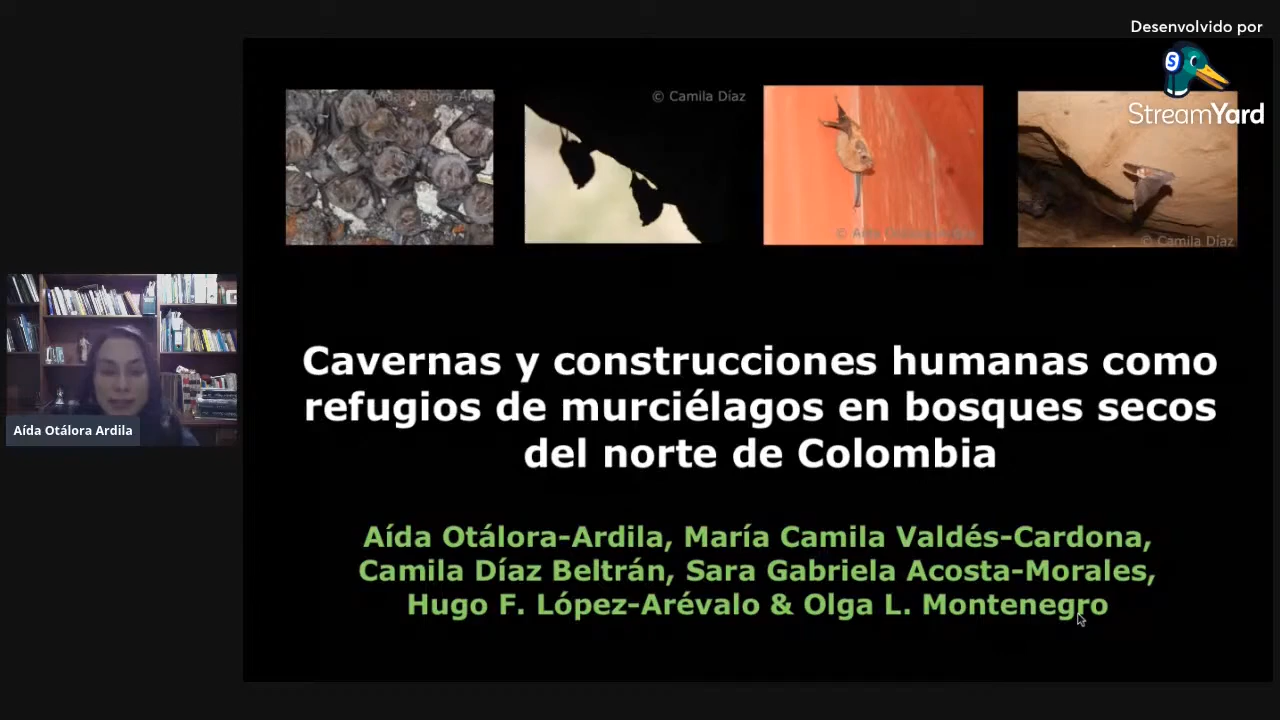 Desenvolvido por
StreamYard
© Camila Díaz
© Camila Díaz
Cavernas y construcciones humanas como
refugios de murciélagos en bosques secos
del norte de Colombia
Aída Otálora Ardila
Aída Otálora-Ardila, María Camila Valdés-Cardona,
Camila Díaz Beltrán, Sara Gabriela Acosta-Morales,
Hugo F. López-Arévalo & Olga L. Montenegro